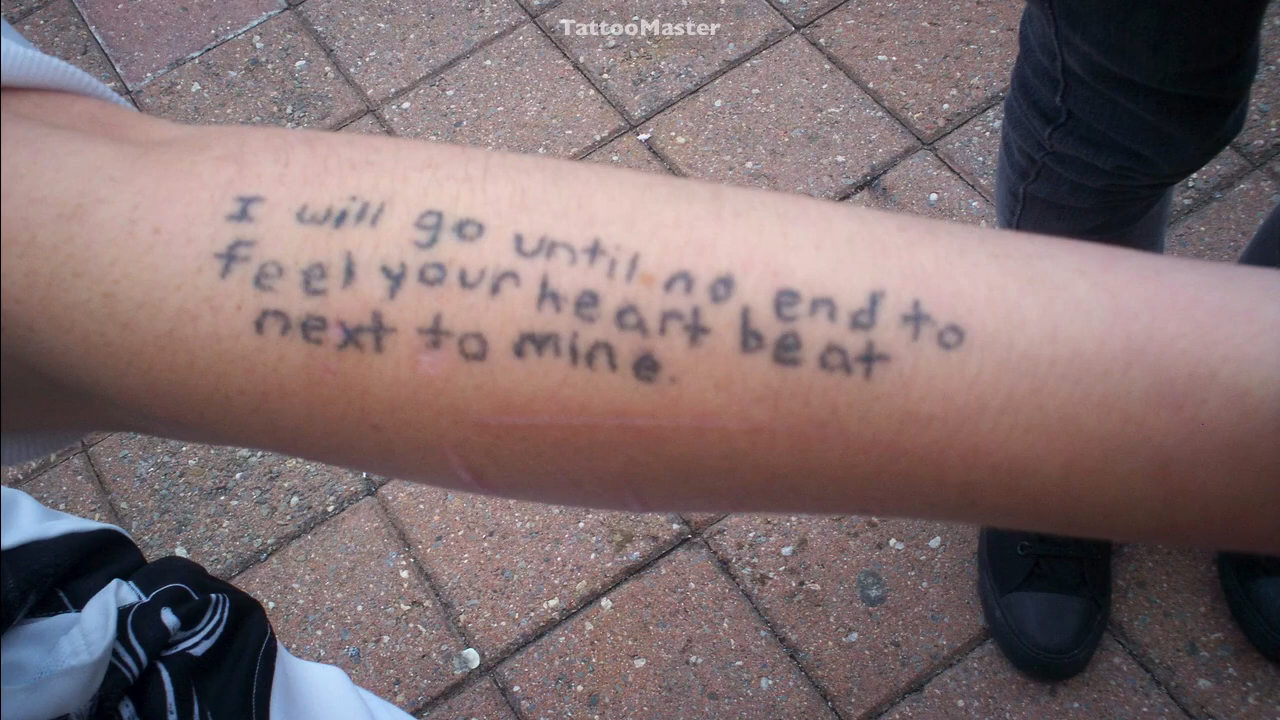 TattooMaster
I will go until no end to
feel your heart beat
next to mine.